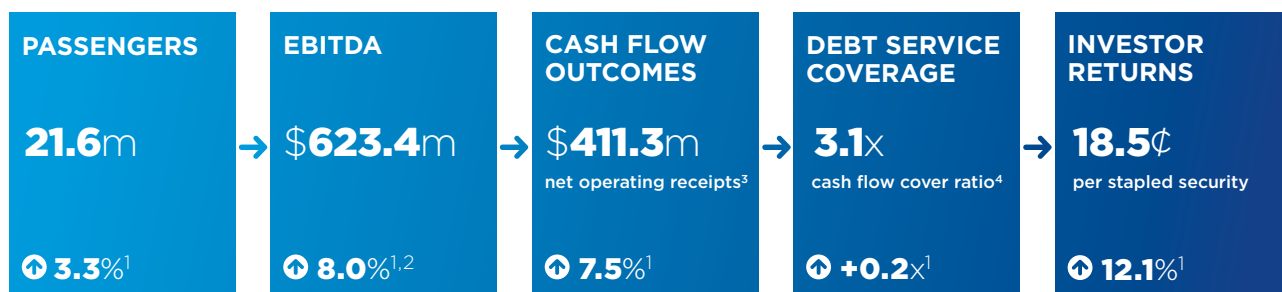 PASSENGERS
21.6m
3.3%¹
EBITDA
$623.4m
8.0%¹,²
CASH FLOW
OUTCOMES
$411.3m
net operating receipts³
7.5%¹
DEBT SERVICE
COVERAGE
3.1x
cash flow cover ratio⁴
+0.2x¹
INVESTOR
RETURNS
18.5¢
per stapled security
12.1%¹